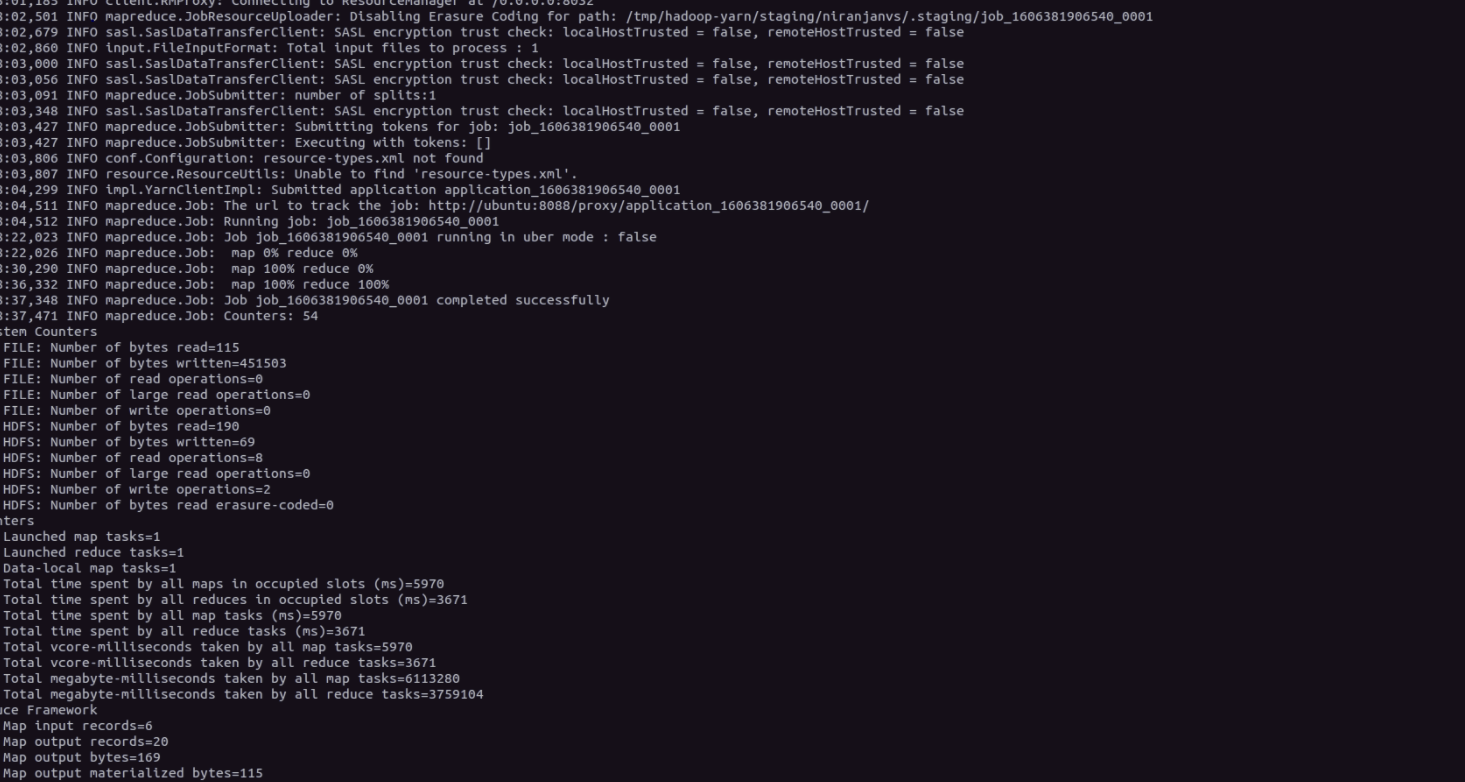 :01,185 INFO client.RMProxy: Connecting to ResourceManager at /0.0.0.0:8032
3:02,501 INFO mapreduce.JobResourceUploader: Disabling Erasure Coding for path: /tmp/hadoop-yarn/staging/niranjanvs/.staging/job_1606381906540_0001
3:02,679 INFO sasl.SaslDataTransferClient: SASL encryption trust check: localHostTrusted = false, remoteHostTrusted = false
3:02,860 INFO input.FileInputFormat: Total input files to process : 1
3:03,000 INFO sasl.SaslDataTransferClient: SASL encryption trust check: localHostTrusted = false, remoteHostTrusted = false
3:03,056 INFO sasl.SaslDataTransferClient: SASL encryption trust check: localHostTrusted = false, remoteHostTrusted = false
3:03,091 INFO mapreduce.JobSubmitter: number of splits:1
3:03,348 INFO sasl.SaslDataTransferClient: SASL encryption trust check: localHostTrusted = false, remoteHostTrusted = false
3:03,427 INFO mapreduce.JobSubmitter: Submitting tokens for job: job_1606381906540_0001
3:03,427 INFO mapreduce.JobSubmitter: Executing with tokens: []
3:03,806 INFO conf.Configuration: resource-types.xml not found
3:03,807 INFO resource.ResourceUtils: Unable to find 'resource-types.xml'.
3:04,299 INFO impl.YarnClientImpl: Submitted application application_1606381906540_0001
3:04,511 INFO mapreduce.Job: The url to track the job: http://ubuntu:8088/proxy/application_1606381906540_0001/
3:04,512 INFO mapreduce.Job: Running job: job_1606381906540_0001
3:22,023 INFO mapreduce.Job: Job job_1606381906540_0001 running in uber mode : false
3:22,026 INFO mapreduce.Job:  map 0% reduce 0%
3:30,290 INFO mapreduce.Job:  map 100% reduce 0%
3:36,332 INFO mapreduce.Job:  map 100% reduce 100%
3:37,348 INFO mapreduce.Job: Job job_1606381906540_0001 completed successfully
3:37,471 INFO mapreduce.Job: Counters: 54
stem Counters
FILE: Number of bytes read=115
FILE: Number of bytes written=451503
FILE: Number of read operations=0
FILE: Number of large read operations=0
FILE: Number of write operations=0
HDFS: Number of bytes read=190
HDFS: Number of bytes written=69
HDFS: Number of read operations=8
HDFS: Number of large read operations=0
HDFS: Number of write operations=2
HDFS: Number of bytes read erasure-coded=0
nters
Launched map tasks=1
Launched reduce tasks=1
Data-local map tasks=1
Total time spent by all maps in occupied slots (ms)=5970
Total time spent by all reduces in occupied slots (ms)=3671
Total time spent by all map tasks (ms)=5970
Total time spent by all reduce tasks (ms)=3671
Total vcore-milliseconds taken by all map tasks=5970
Total vcore-milliseconds taken by all reduce tasks=3671
Total megabyte-milliseconds taken by all map tasks=6113280
Total megabyte-milliseconds taken by all reduce tasks=3759104
uce Framework
Map input records=6
Map output records=20
Map output bytes=169
Map output materialized bytes=115